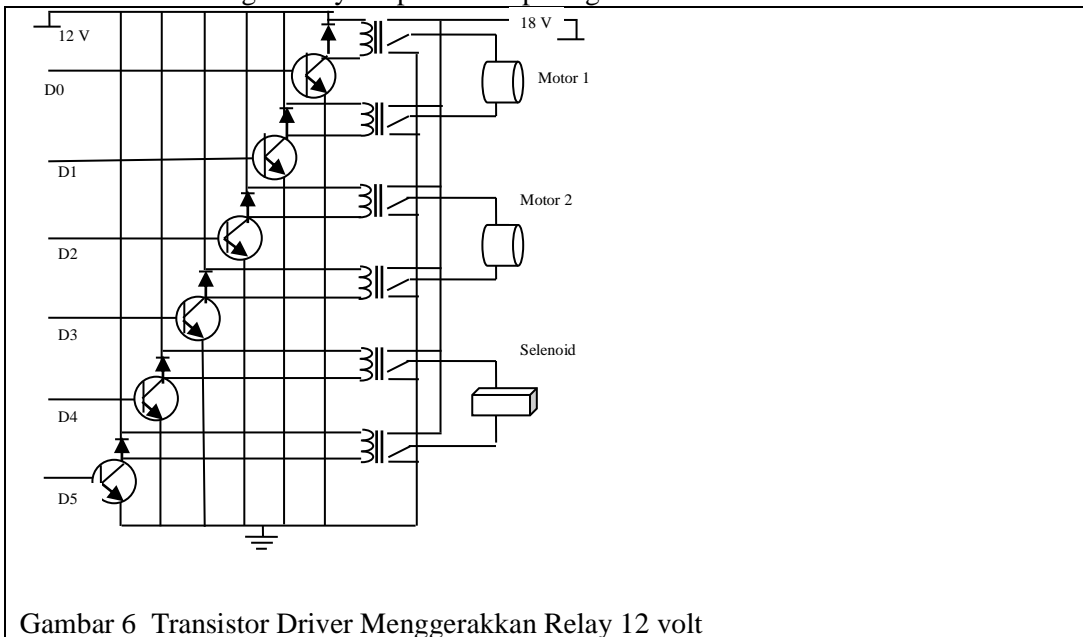 12 V
18 V
D0
Motor 1
D1
Motor 2
D2
D3
Selenoid
D4
D5
Gambar 6 Transistor Driver Menggerakkan Relay 12 volt